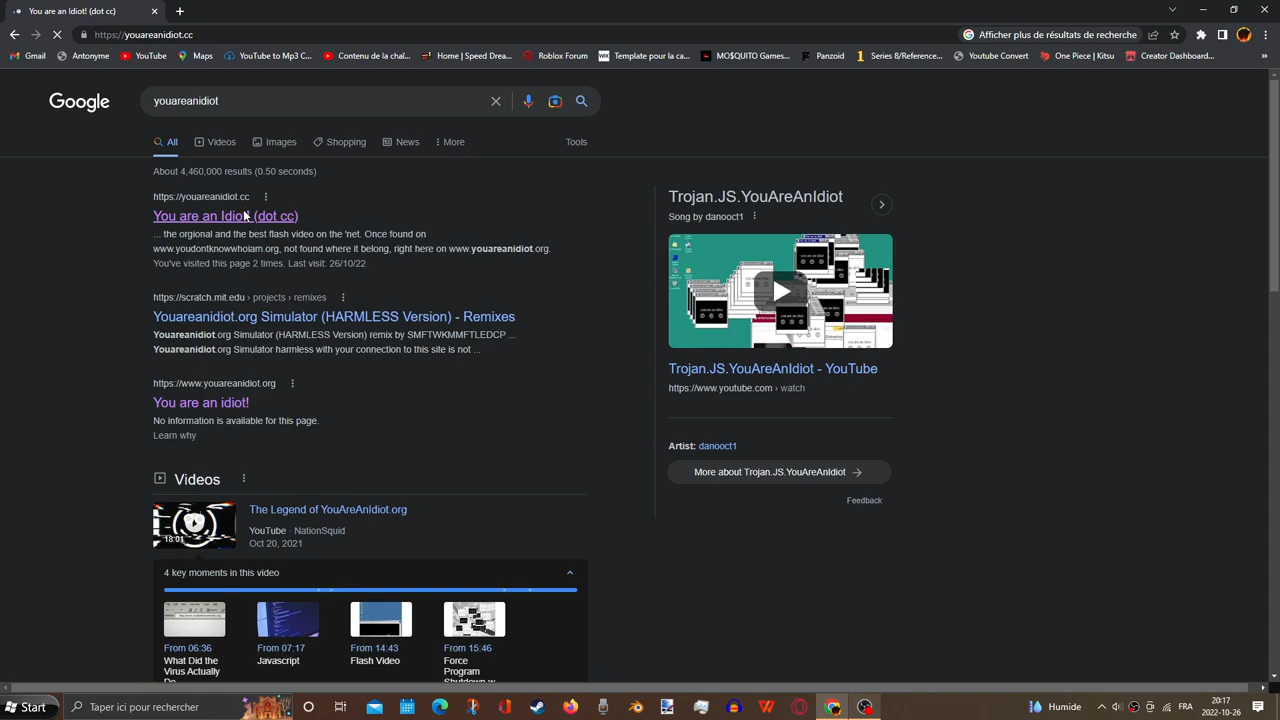 You are an Idiot! (dot cc)
https://youareanidiot.cc
Afficher plus de résultats de recherche
Gmail
Antonyme
YouTube
Maps
YouTube to Mp3 C...
Contenu de la chaî...
Home | Speed Drea...
Roblox Forum
WIX
Template pour la c...
MO$QUITO Games...
Panzoid
Series 8/Reference...
Youtube Convert
One Piece | Kitsu
Creator Dashboard...
Google
youareanidiot
All
Videos
Images
Shopping
News
More
Tools
About 4,460,000 results (0.50 seconds)
https://youareanidiot.cc
You are an Idiot (dot cc)
... the orgional and the best flash video on the 'net. Once found on
www.youdontknowwhoiam.org, not found where it belong, right here on www.youareanidiot.org.
You've visited this page 2 times. Last visit: 26/10/22
https://scratch.mit.edu › projects › remixes
Youareanidiot.org Simulator (HARMLESS Version) - Remixes
Youareanidiot.org Simulator (HARMLESS Version) remix by SMFTWKMMFTLEDCP ...
Youareanidiot.org Simulator harmless with your connection to this site is not ...
https://www.youareanidiot.org
You are an idiot!
No information is available for this page.
Learn why
Videos
The Legend of YouAreAnIdiot.org
YouTube · NationSquid
Oct 20, 2021
18:01
4 key moments in this video
From 06:36
What Did the
Virus Actually
Do
From 07:17
Javascript
From 14:43
Flash Video
From 15:46
Force
Program
Shutdown w
Trojan.JS.YouAreAnIdiot
Song by danooct1
Trojan.JS.YouAreAnIdiot - YouTube
https://www.youtube.com › watch
Artist: danooct1
More about Trojan.JS.YouAreAnIdiot
Feedback
Start
Taper ici pour rechercher
Humide
FRA
20:17
2022-10-26